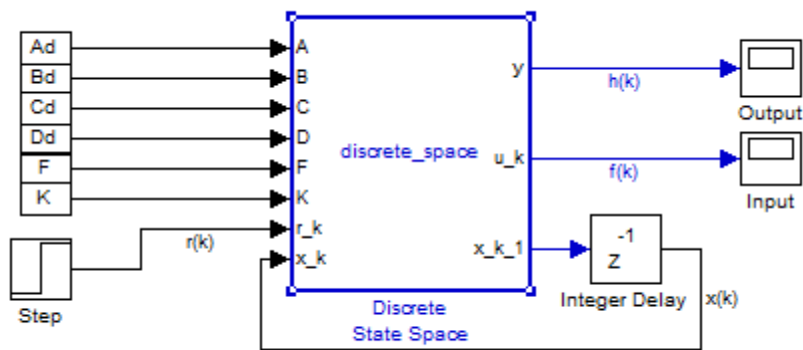 Ad
Bd
Cd
Dd
F
K
Step
r(k)
A
B
C
D
F
K
r_k
x_k
discrete_space
y
u_k
x_k_1
Discrete
State Space
h(k)
f(k)
Output
Input
-1
Z
Integer Delay
x(k)